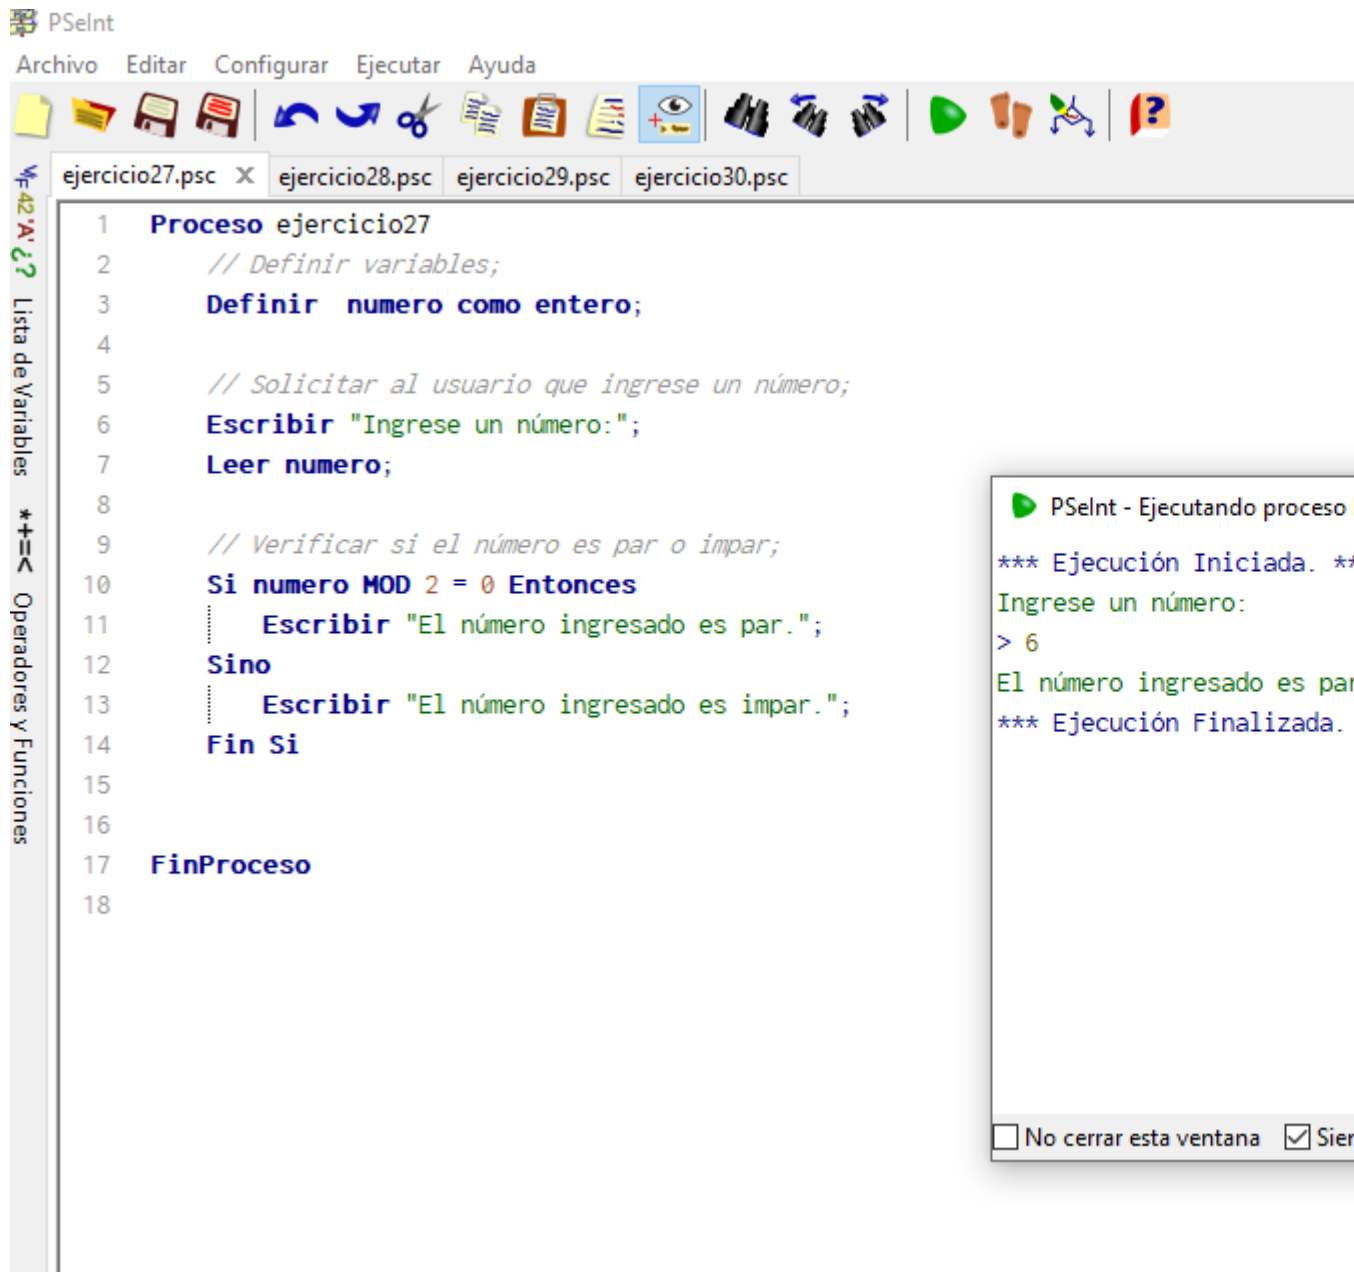 PSeInt
Archivo Editar Configurar Ejecutar Ayuda
ejercicio27.psc X ejercicio28.psc ejercicio29.psc ejercicio30.psc
42 'A' ¿? Lista de Variables
*+=< Operadores y Funciones
1 Proceso ejercicio27
2 // Definir variables;
3 Definir  numero como entero;
4
5 // Solicitar al usuario que ingrese un número;
6 Escribir "Ingrese un número:";
7 Leer numero;
8
9 // Verificar si el número es par o impar;
10 Si numero MOD 2 = 0 Entonces
11 Escribir "El número ingresado es par.";
12 Sino
13 Escribir "El número ingresado es impar.";
14 Fin Si
15
16
17 FinProceso
18
PSeInt - Ejecutando proceso
*** Ejecución Iniciada. **
Ingrese un número:
> 6
El número ingresado es par
*** Ejecución Finalizada.
No cerrar esta ventana